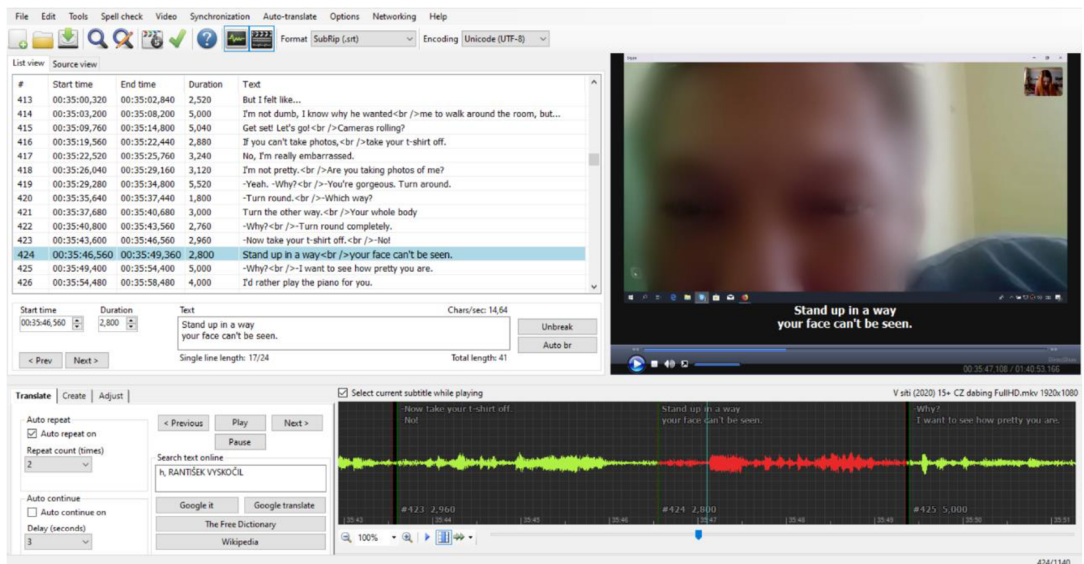 File Edit Tools Spell check Video Synchronization Auto-translate Options Networking Help
Format SubRip (.srt) Encoding Unicode (UTF-8)
List view Source view
# Start time End time Duration Text
413 00:35:00,320 00:35:02,840 2,520 But I felt like...
414 00:35:03,200 00:35:08,200 5,000 I'm not dumb, I know why he wanted<br />me to walk around the room, but...
415 00:35:09,760 00:35:14,800 5,040 Get set! Let's go!<br />Cameras rolling?
416 00:35:19,560 00:35:22,440 2,880 If you can't take photos,<br />take your t-shirt off.
417 00:35:22,520 00:35:25,760 3,240 No, I'm really embarrassed.
418 00:35:26,040 00:35:29,160 3,120 I'm not pretty.<br />Are you taking photos of me?
419 00:35:29,280 00:35:34,800 5,520 -Yeah. -Why?<br />-You're gorgeous. Turn around.
420 00:35:35,640 00:35:37,440 1,800 -Turn round.<br />-Which way?
421 00:35:37,680 00:35:40,680 3,000 Turn the other way.<br />Your whole body
422 00:35:40,800 00:35:43,560 2,760 -Why?<br />-Turn round completely.
423 00:35:43,600 00:35:46,560 2,960 -Now take your t-shirt off.<br />-No!
424 00:35:46,560 00:35:49,360 2,800 Stand up in a way<br />your face can't be seen.
425 00:35:49,400 00:35:54,400 5,000 -Why?<br />-I want to see how pretty you are.
426 00:35:54,480 00:35:58,480 4,000 I'd rather play the piano for you.
Start time Duration Text Chars/sec: 14,64
00:35:46,560 2,800
Stand up in a way
your face can't be seen.
Unbreak
Auto br
< Prev Next >
Single line length: 17/24 Total length: 41
Stand up in a way
your face can't be seen.
00:35:47,108 / 01:40:53,166
Translate Create Adjust
Auto repeat
Auto repeat on
Repeat count (times)
2
Auto continue
Auto continue on
Delay (seconds)
3
< Previous Play Next >
Pause
Search text online
h, RANTIŠEK VYSKOČIL
Google it Google translate
The Free Dictionary
Wikipedia
Select current subtitle while playing V siti (2020) 15+ CZ dabing FullHD.mkv 1920x1080
-Now take your t-shirt off.
No!
Stand up in a way
your face can't be seen.
-Why?
I want to see how pretty you are.
#423 2,960 #424 2,800 #425 5,000
35:43 35:44 35:45 35:46 35:47 35:48 35:49 35:50 35:51
100%
424/1140